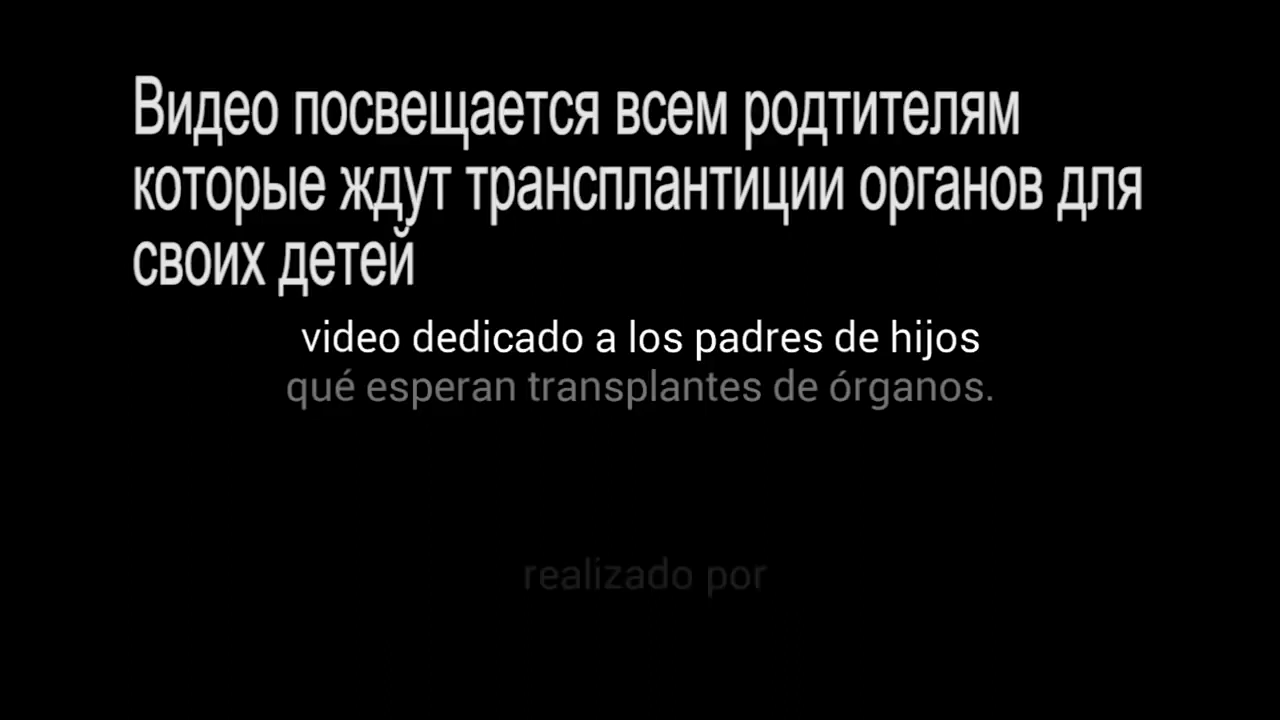 Видео посвещается всем родтителям
которые ждут трансплантиции органов для
своих детей
video dedicado a los padres de hijos
qué esperan transplantes de órganos.
realizado por